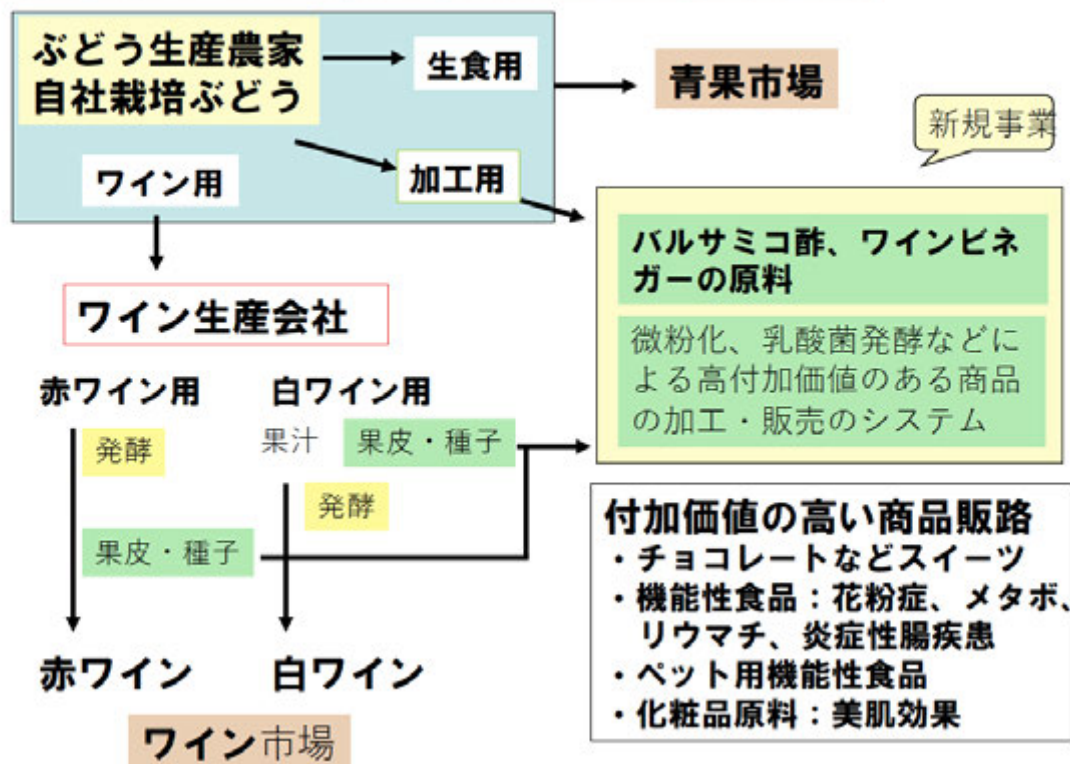 ぶどう生産農家
自社栽培ぶどう
生食用
青果市場
新規事業
ワイン用
加工用
バルサミコ酢、ワインビネ
ガーの原料
微粉化、乳酸菌発酵などに
よる高付加価値のある商品
の加工・販売のシステム
ワイン生産会社
赤ワイン用
白ワイン用
発酵
果汁
果皮・種子
発酵
果皮・種子
赤ワイン
白ワイン
ワイン市場
付加価値の高い商品販路
・チョコレートなどスイーツ
・機能性食品：花粉症、メタボ、
リウマチ、炎症性腸疾患
・ペット用機能性食品
・化粧品原料：美肌効果